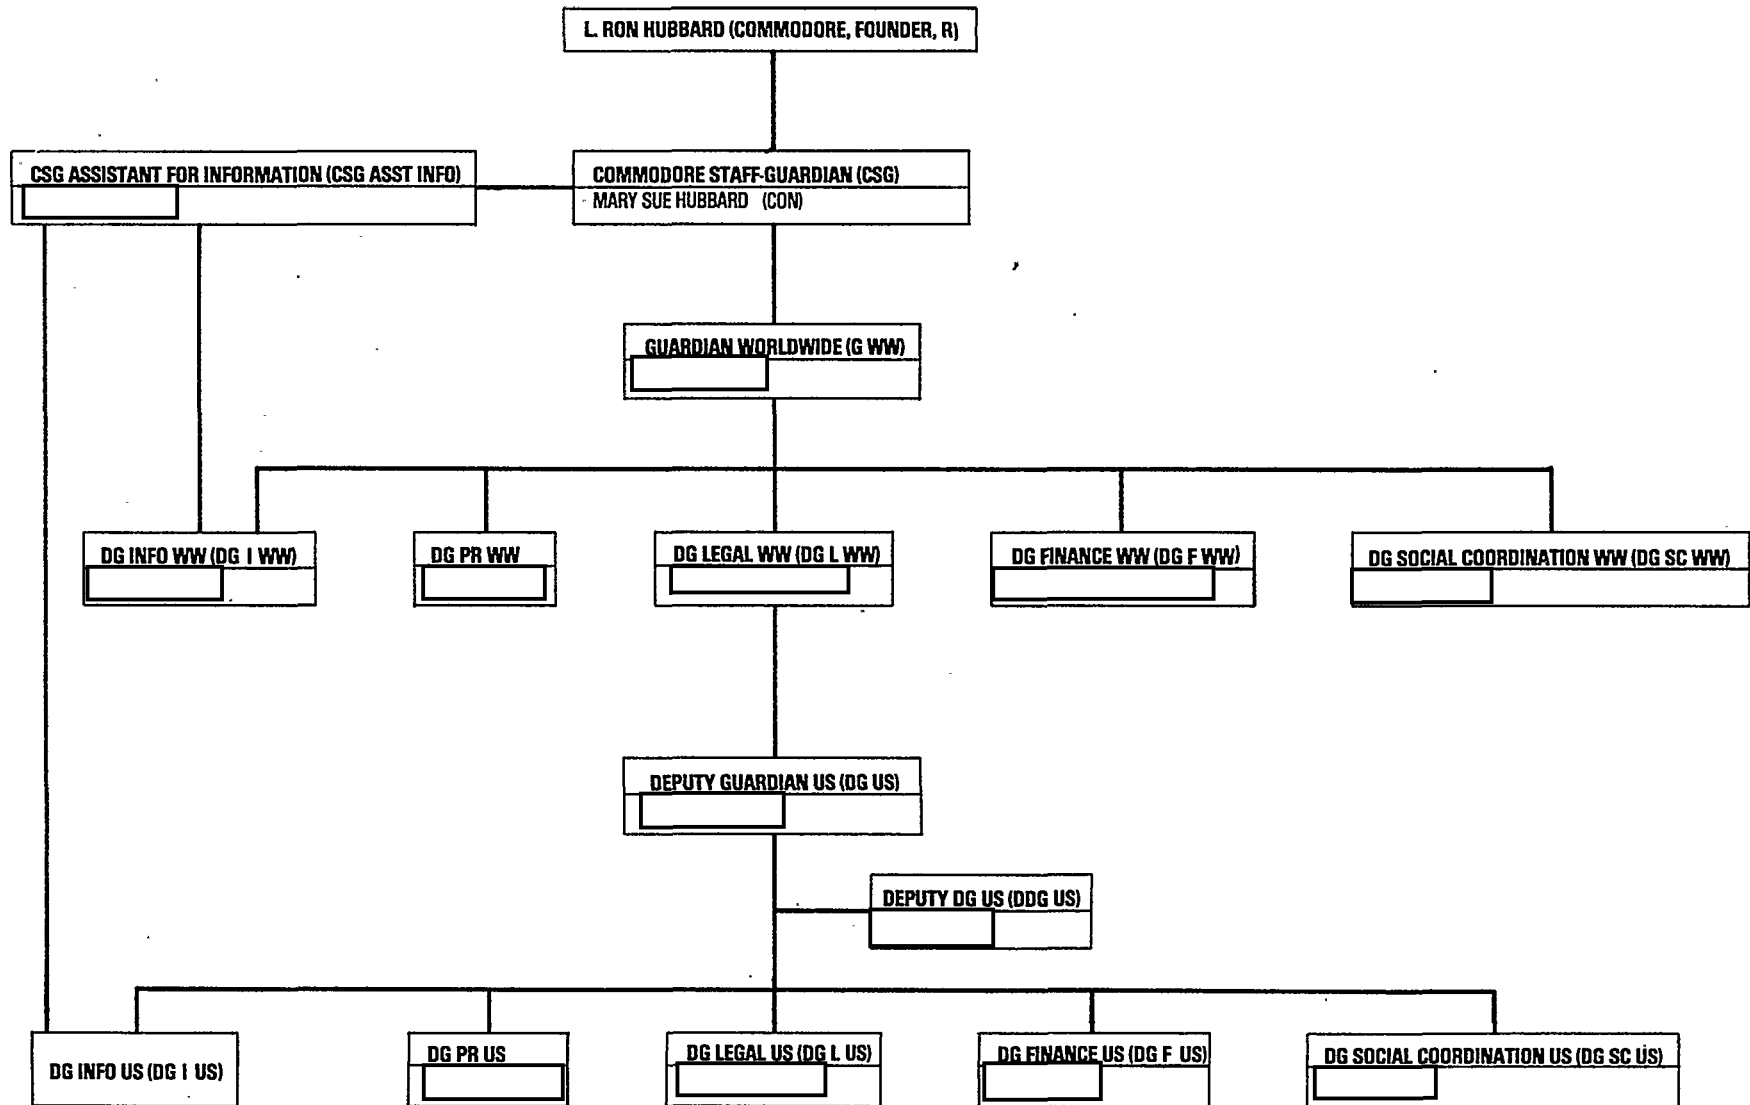 L. RON HUBBARD (COMMODORE, FOUNDER, R)
CSG ASSISTANT FOR INFORMATION (CSG ASST INFO)
COMMODORE STAFF-GUARDIAN (CSG)
MARY SUE HUBBARD (CON)
GUARDIAN WORLDWIDE (G WW)
DG INFO WW (DG I WW)
DG PR WW
DG LEGAL WW (DG L WW)
DG FINANCE WW (DG F WW)
DG SOCIAL COORDINATION WW (DG SC WW)
DEPUTY GUARDIAN US (DG US)
DEPUTY DG US (DDG US)
DG INFO US (DG I US)
DG PR US
DG LEGAL US (DG L US)
DG FINANCE US (DG F US)
DG SOCIAL COORDINATION US (DG SC US)